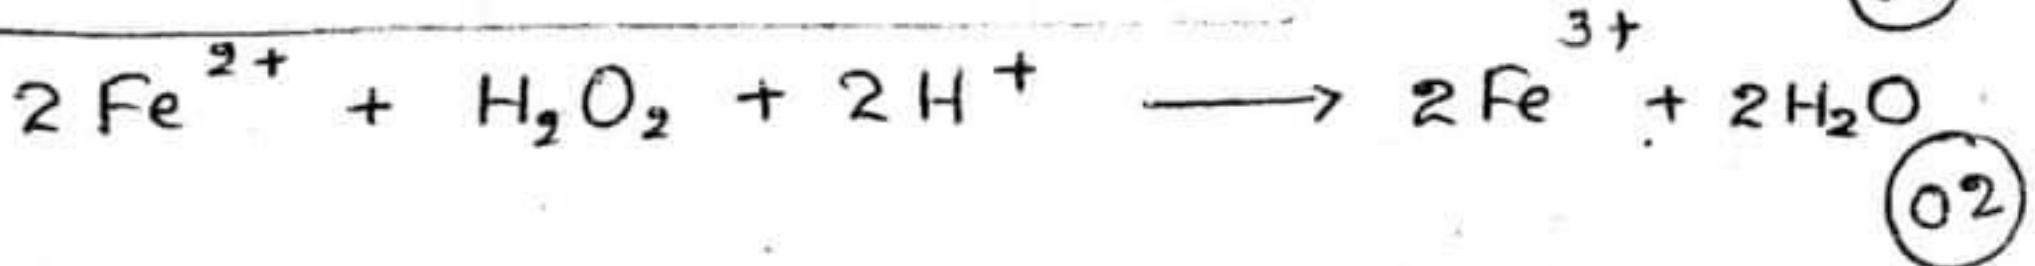 2 Fe²⁺ + H₂O₂ + 2 H⁺ ⟶ 2 Fe³⁺ + 2 H₂O
02